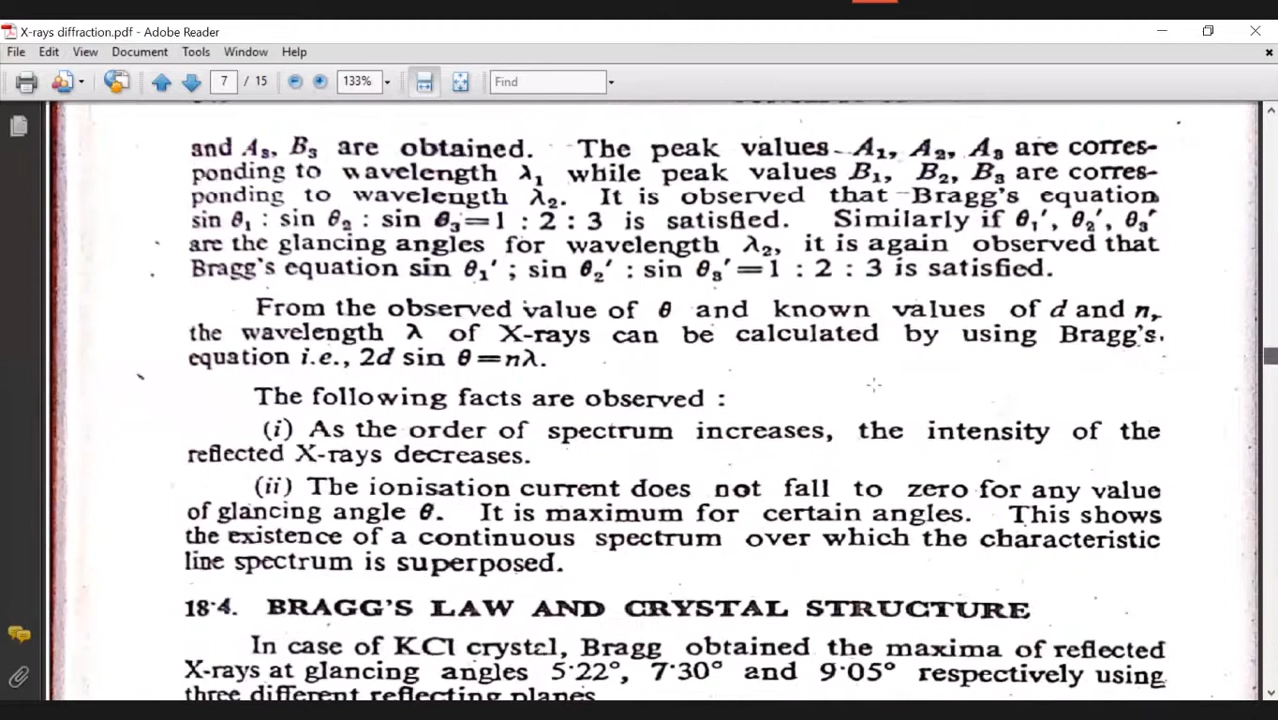 X-rays diffraction.pdf - Adobe Reader
File Edit View Document Tools Window Help
7 / 15 133% Find
and A₃, B₃ are obtained. The peak values A₁, A₂, A₃ are corres-
ponding to wavelength λ₁ while peak values B₁, B₂, B₃ are corres-
ponding to wavelength λ₂. It is observed that Bragg's equation
sin θ₁ : sin θ₂ : sin θ₃=1 : 2 : 3 is satisfied. Similarly if θ₁′, θ₂′, θ₃′
are the glancing angles for wavelength λ₂, it is again observed that
Bragg's equation sin θ₁′ ; sin θ₂′ : sin θ₃′=1 : 2 : 3 is satisfied.
From the observed value of θ and known values of d and n,
the wavelength λ of X-rays can be calculated by using Bragg's
equation i.e., 2d sin θ=nλ.
The following facts are observed :
(i) As the order of spectrum increases, the intensity of the
reflected X-rays decreases.
(ii) The ionisation current does not fall to zero for any value
of glancing angle θ. It is maximum for certain angles. This shows
the existence of a continuous spectrum over which the characteristic
line spectrum is superposed.
18·4. BRAGG'S LAW AND CRYSTAL STRUCTURE
In case of KCl crystel, Bragg obtained the maxima of reflected
X-rays at glancing angles 5·22°, 7·30° and 9·05° respectively using
three different reflecting planes.